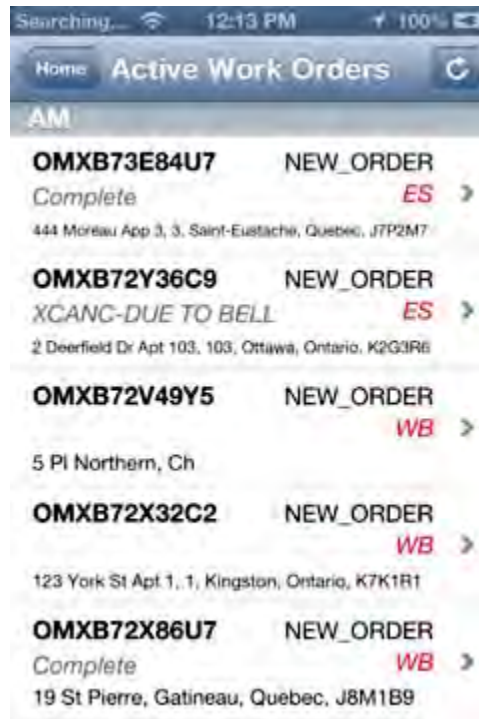 Searching... 12:13 PM 100%
Home Active Work Orders
AM
OMXB73E84U7 NEW_ORDER
Complete ES
444 Moreau App 3, 3, Saint-Eustache, Quebec, J7P2M7
OMXB72Y36C9 NEW_ORDER
XCANC-DUE TO BELL ES
2 Deerfield Dr Apt 103, 103, Ottawa, Ontario, K2G3R6
OMXB72V49Y5 NEW_ORDER
WB
5 Pl Northern, Ch
OMXB72X32C2 NEW_ORDER
WB
123 York St Apt 1, 1, Kingston, Ontario, K7K1R1
OMXB72X86U7 NEW_ORDER
Complete WB
19 St Pierre, Gatineau, Quebec, J8M1B9